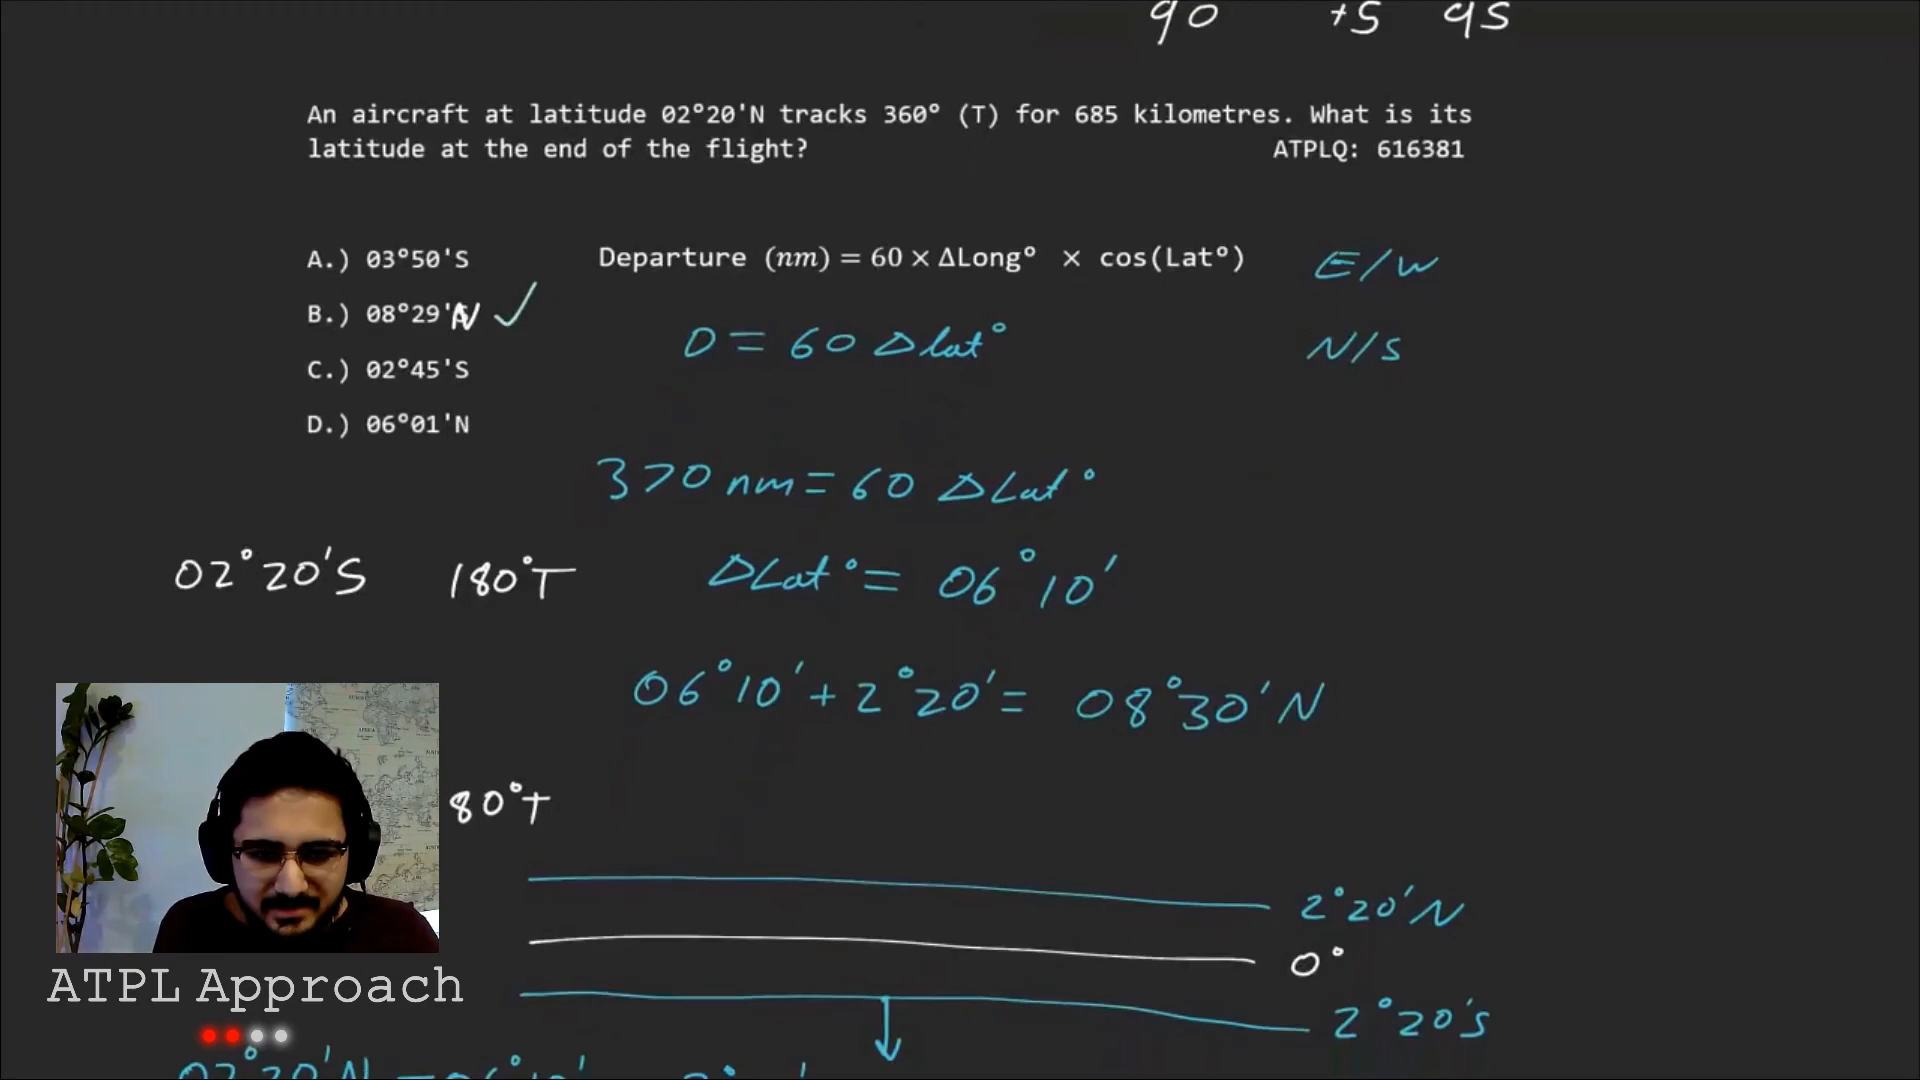 90 +5 95
An aircraft at latitude 02°20'N tracks 360° (T) for 685 kilometres. What is its
latitude at the end of the flight? ATPLQ: 616381
A.) 03°50'S Departure (nm) = 60 × ΔLong° × cos(Lat°) E/W
B.) 08°29'N ✓
D = 60 Δlat° N/S
C.) 02°45'S
D.) 06°01'N
370 nm = 60 ΔLat°
02°20'S 180°T ΔLat° = 06°10'
06°10' + 2°20' = 08°30'N
80°T
2°20'N
0°
ATPL Approach
2°20'S